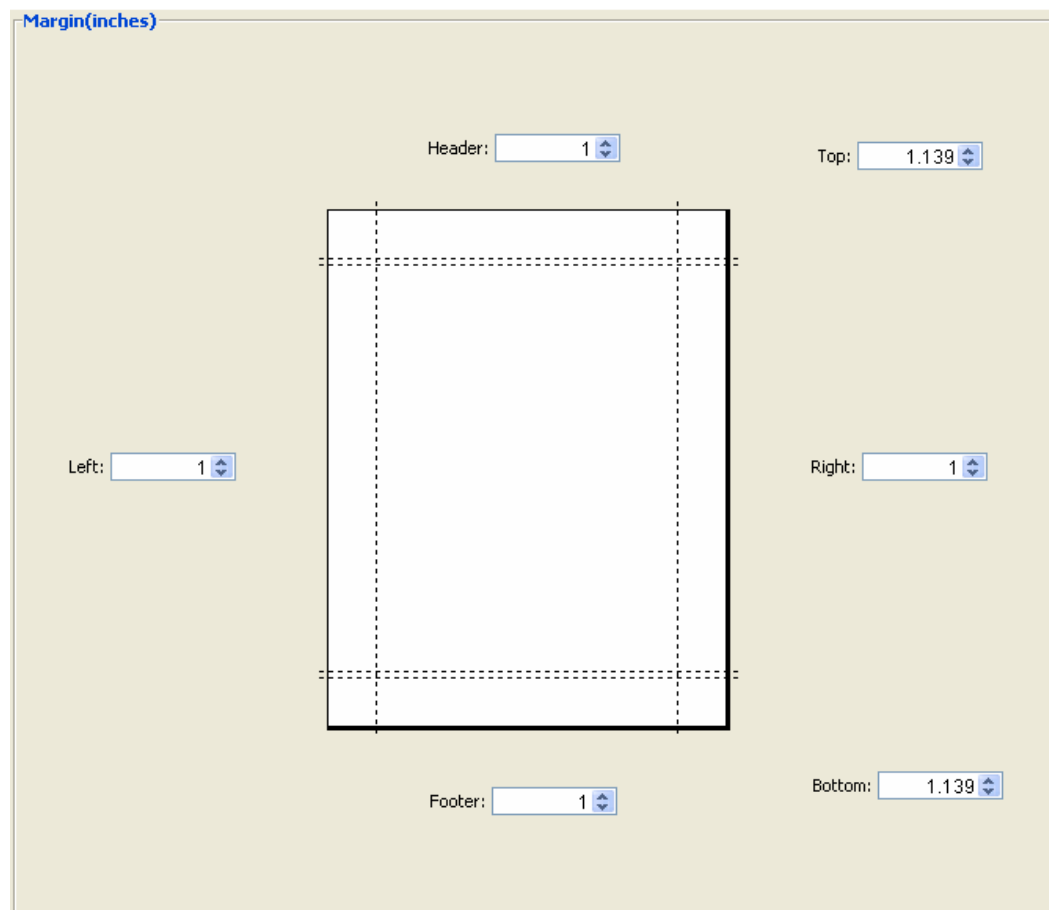 Margin(inches)
Header: 1
Top: 1.139
Left: 1
Right: 1
Bottom: 1.139
Footer: 1